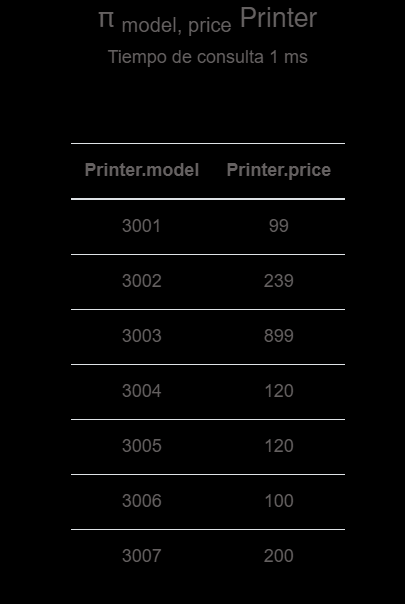 π model, price Printer
Tiempo de consulta 1 ms
Printer.model Printer.price
3001 99
3002 239
3003 899
3004 120
3005 120
3006 100
3007 200